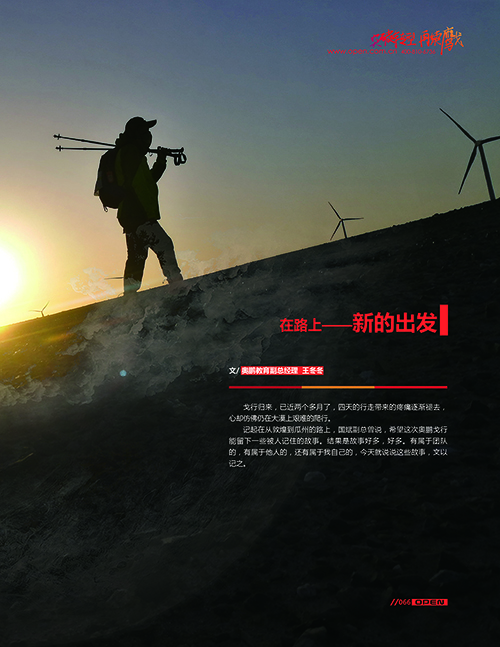 在路上——新的出发
文/ 奥鹏教育副总经理 王冬冬
戈行归来，已近两个多月了，四天的行走带来的疼痛逐渐褪去，
心却仿佛仍在大漠上艰难的爬行。
记起在从敦煌到瓜州的路上，国斌副总曾说，希望这次奥鹏戈行
能留下一些被人记住的故事。结果是故事好多，好多。有属于团队
的，有属于他人的，还有属于我自己的，今天就说说这些故事，文以
记之。
//066 OPEN